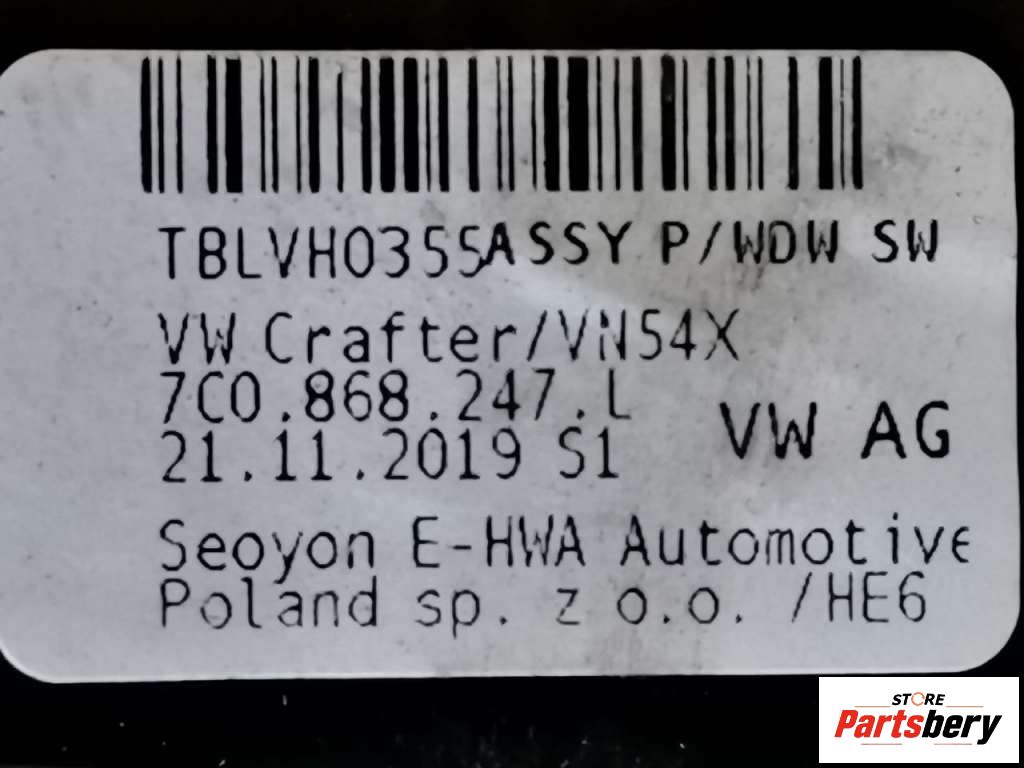 TBLVH0355ASSY P/WDW SW
VW Crafter/VN54X
7C0.868.247.L
21.11.2019 S1
VW AG
Seoyon E-HWA Automotive
Poland sp. z o.o. /HE6
STORE
Partsbery